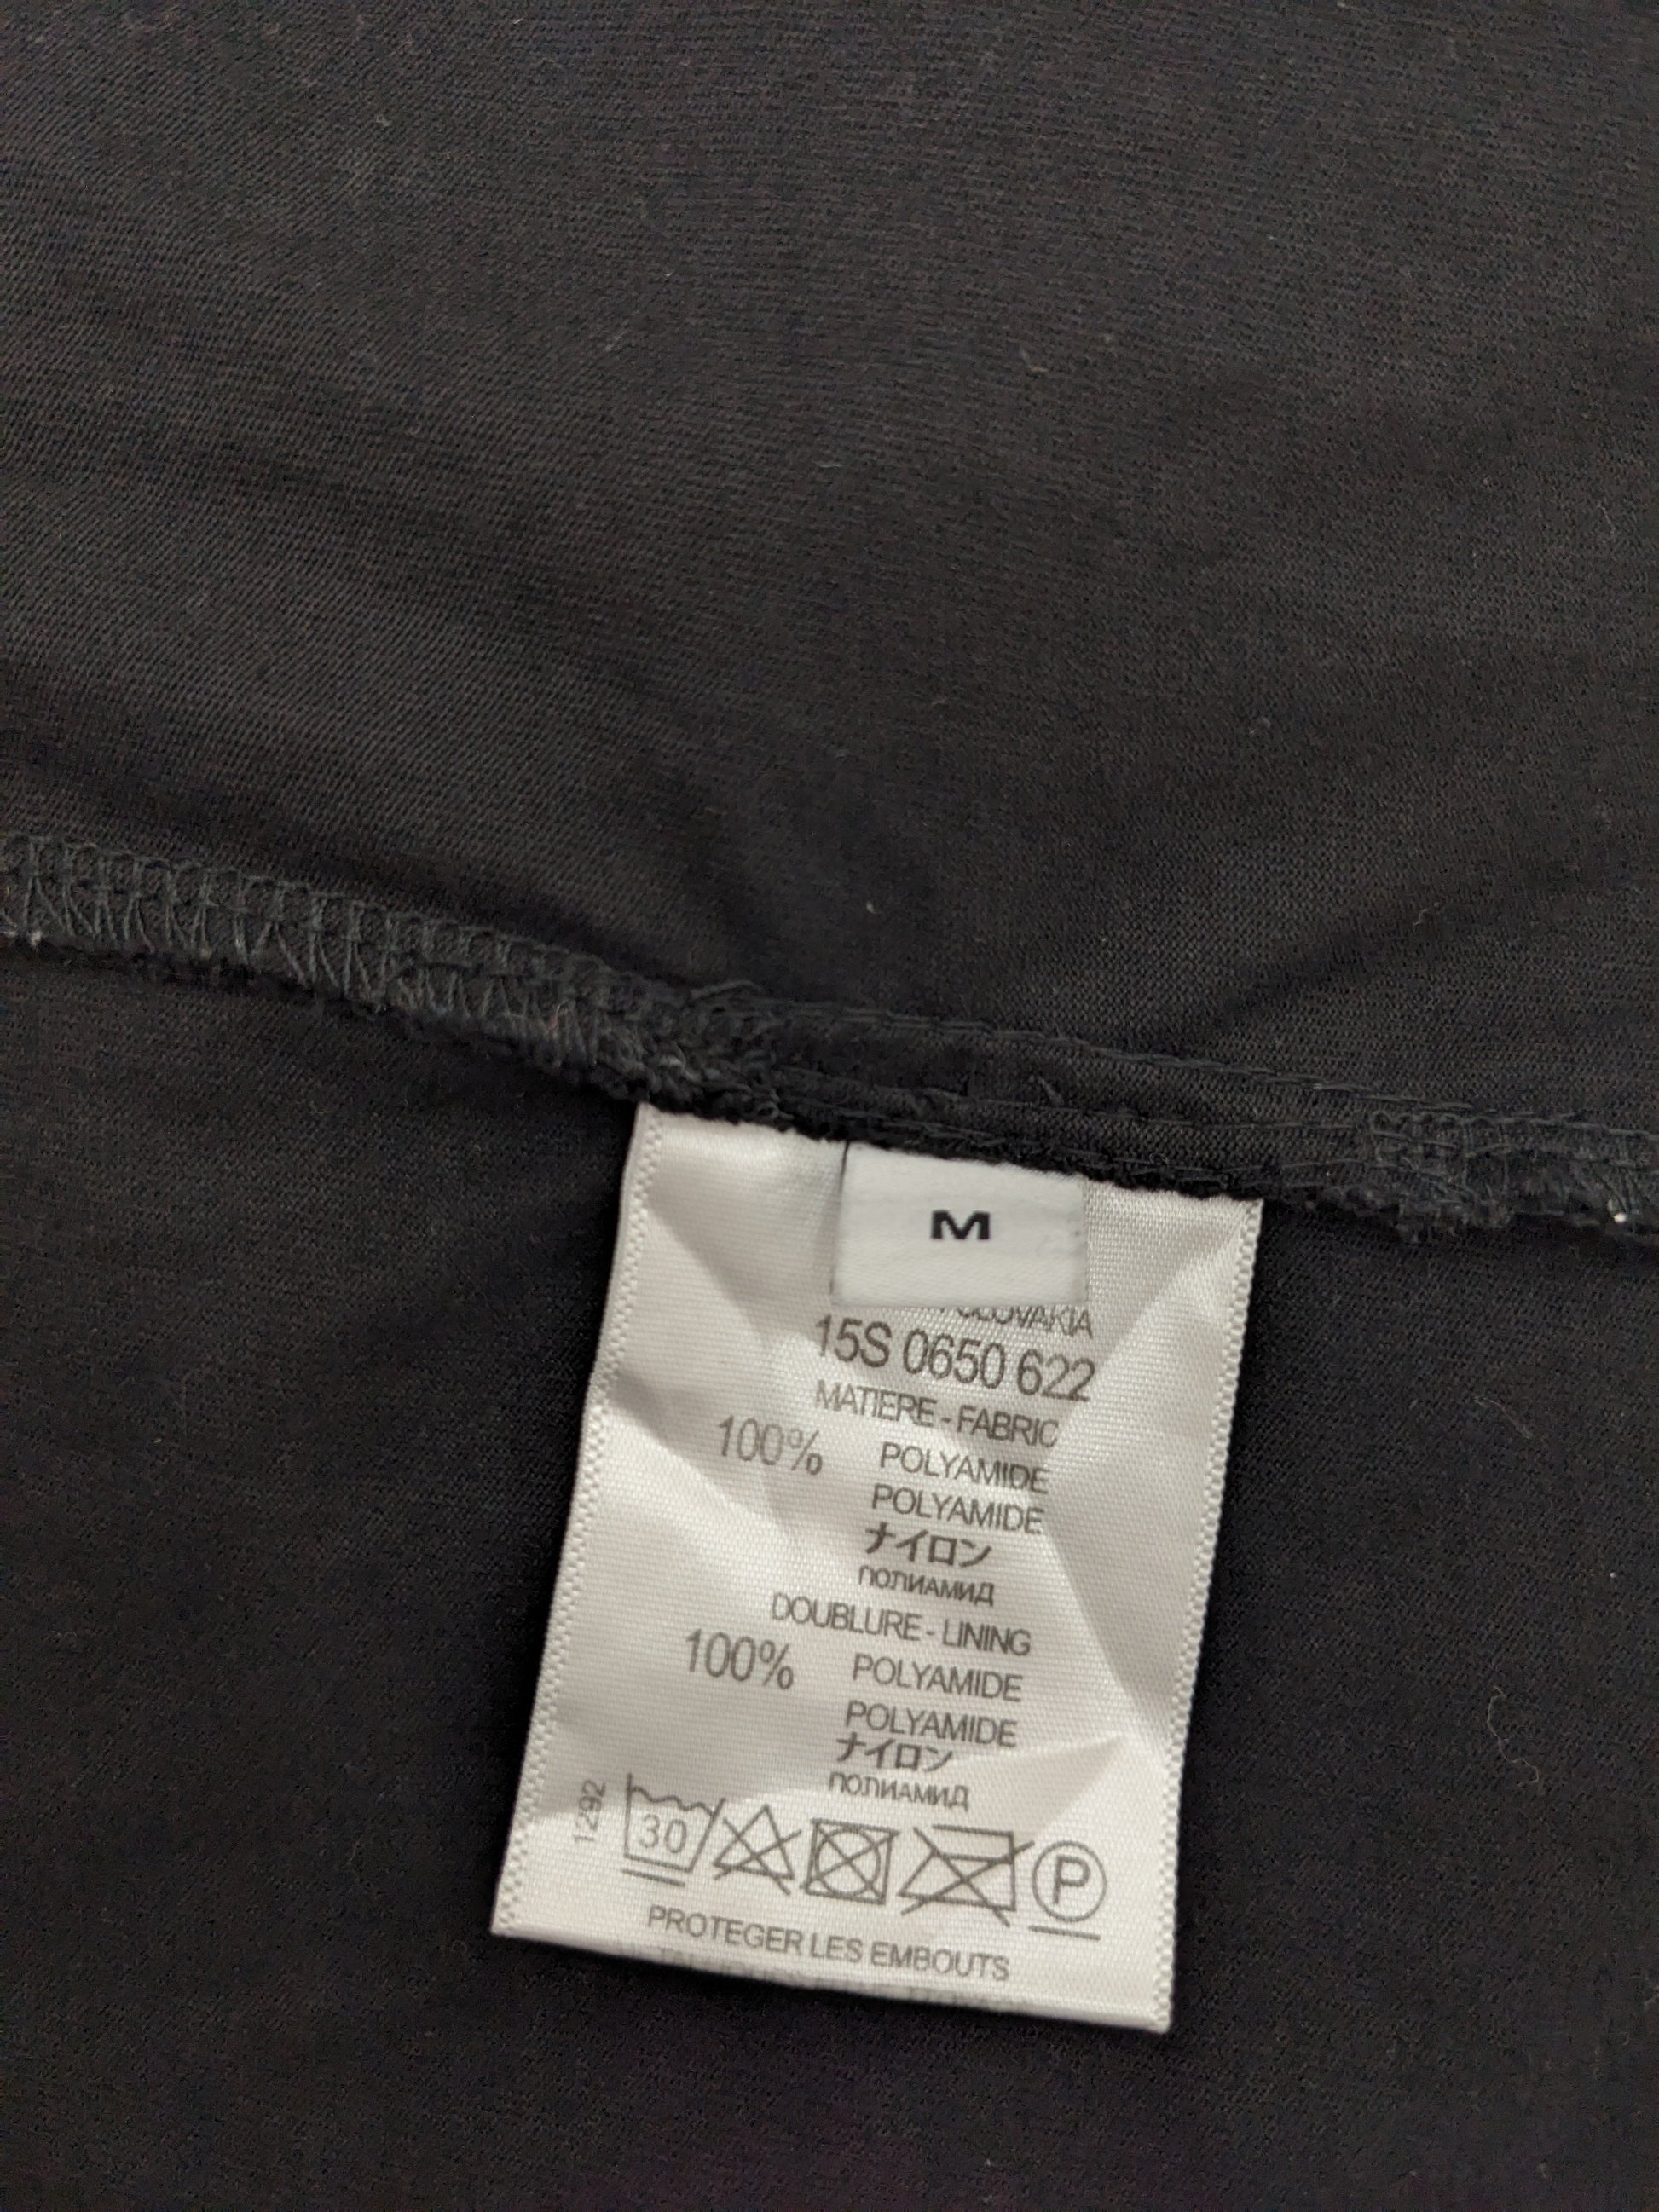 M
SLOVAKIA
15S 0650 622
MATIERE - FABRIC
100% POLYAMIDE
POLYAMIDE
ナイロン
ПОЛИАМИД
DOUBLURE - LINING
100% POLYAMIDE
POLYAMIDE
ナイロン
ПОЛИАМИД
1292
30
P
PROTEGER LES EMBOUTS